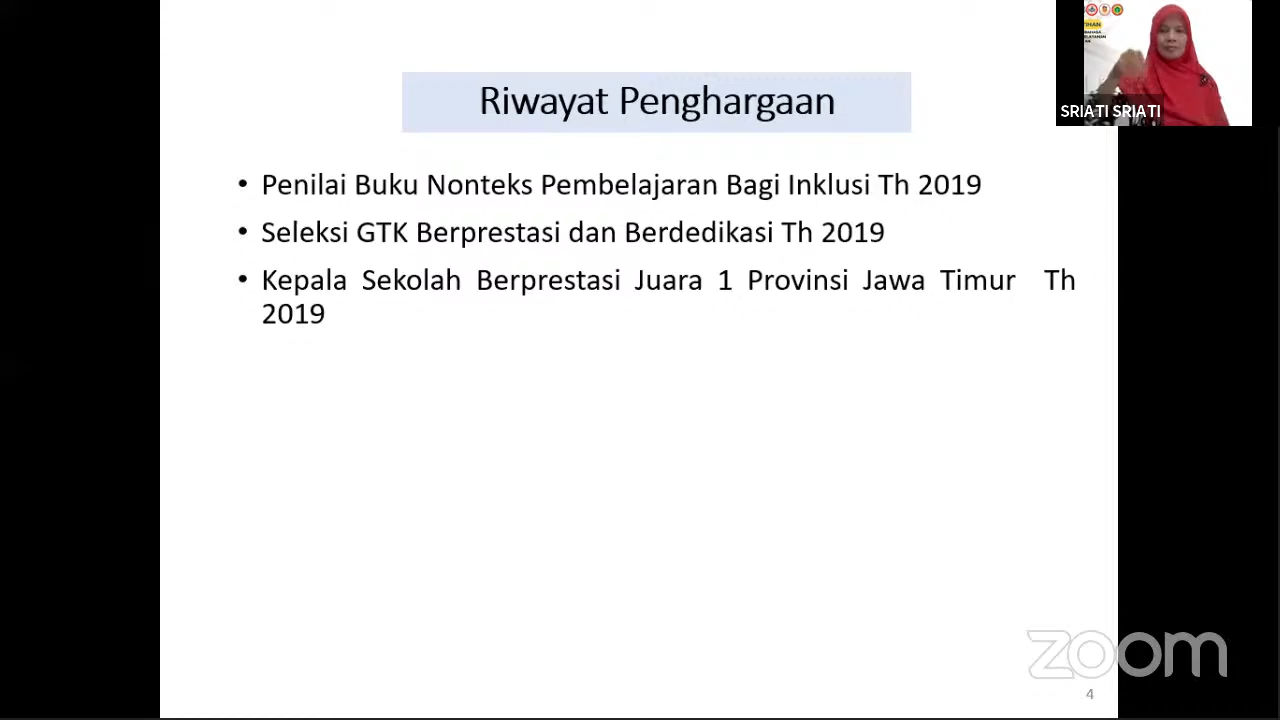 Riwayat Penghargaan
• Penilai Buku Nonteks Pembelajaran Bagi Inklusi Th 2019
• Seleksi GTK Berprestasi dan Berdedikasi Th 2019
• Kepala Sekolah Berprestasi Juara 1 Provinsi Jawa Timur Th
2019
SRIATI SRIATI
zoom
4